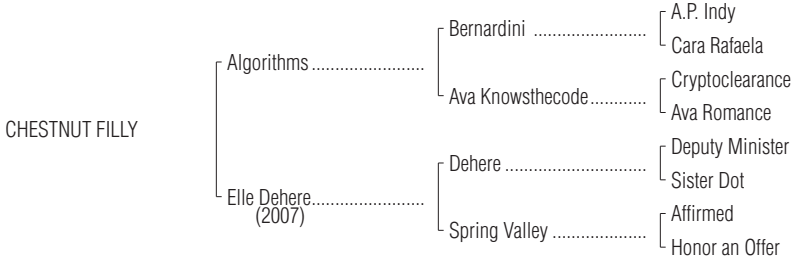 A.P. Indy
Bernardini ........................
Cara Rafaela
Algorithms ........................
Cryptoclearance
Ava Knowsthecode............
Ava Romance
CHESTNUT FILLY
Deputy Minister
Dehere ..............................
Sister Dot
Elle Dehere........................
(2007)
Affirmed
Spring Valley ....................
Honor an Offer